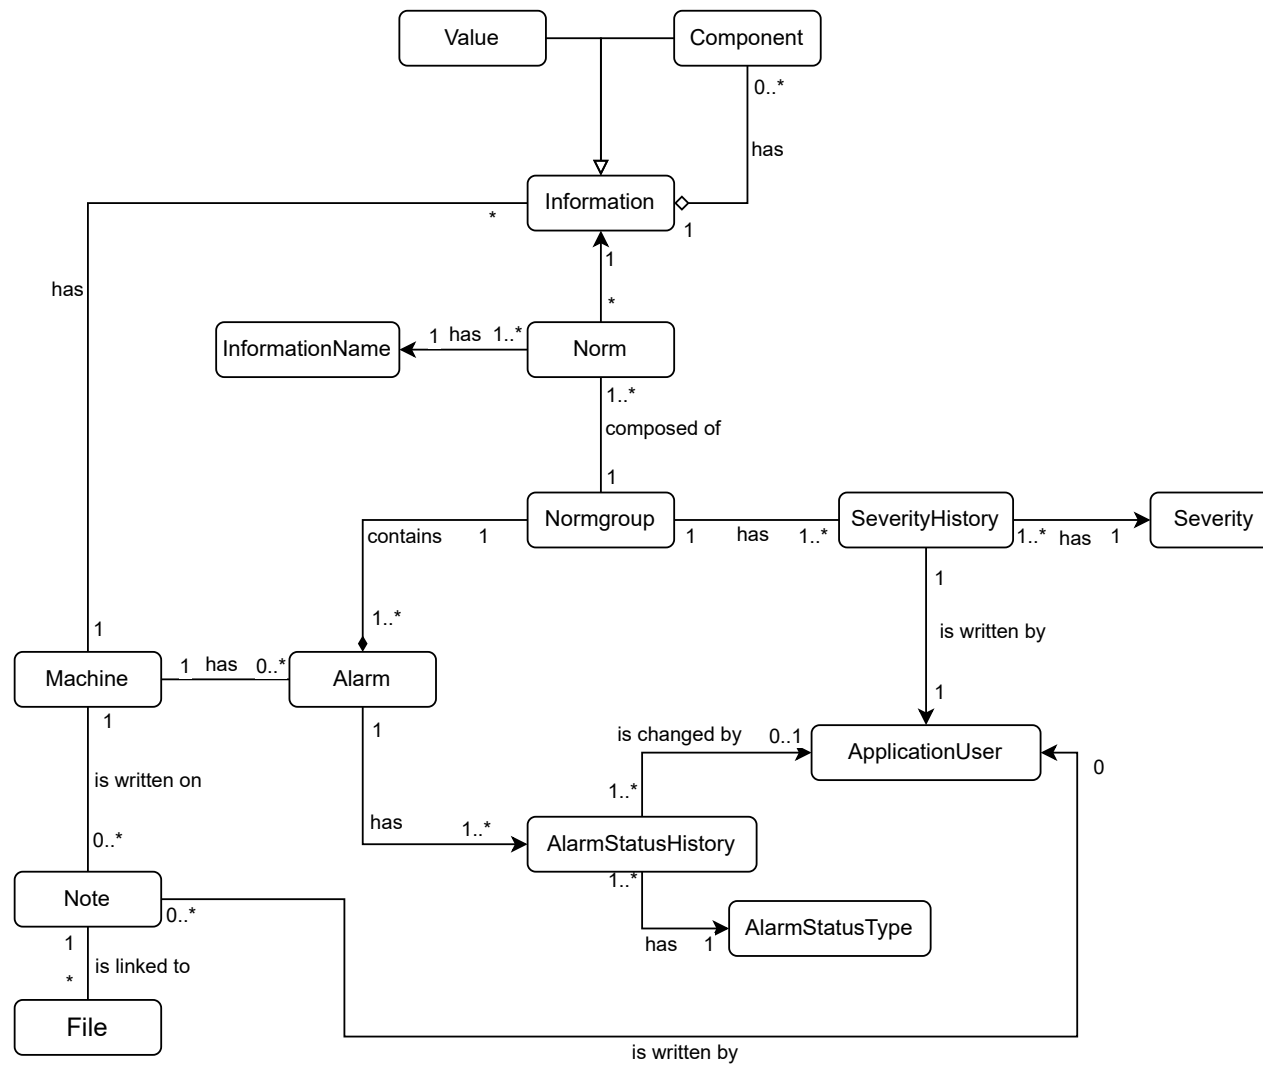 Value
Component
0..*
has
Information
*
1
has
1
*
InformationName
1 has 1..*
Norm
1..*
composed of
1
Normgroup
contains 1
1 has 1..*
SeverityHistory
1..* has 1
Severity
1..*
1
is written by
1
1
Machine
1 has 0..*
Alarm
1
1
is written on
0..*
is changed by 0..1
ApplicationUser
0
1..*
has 1..*
AlarmStatusHistory
1..*
has 1
AlarmStatusType
Note
0..*
1
is linked to
*
File
is written by